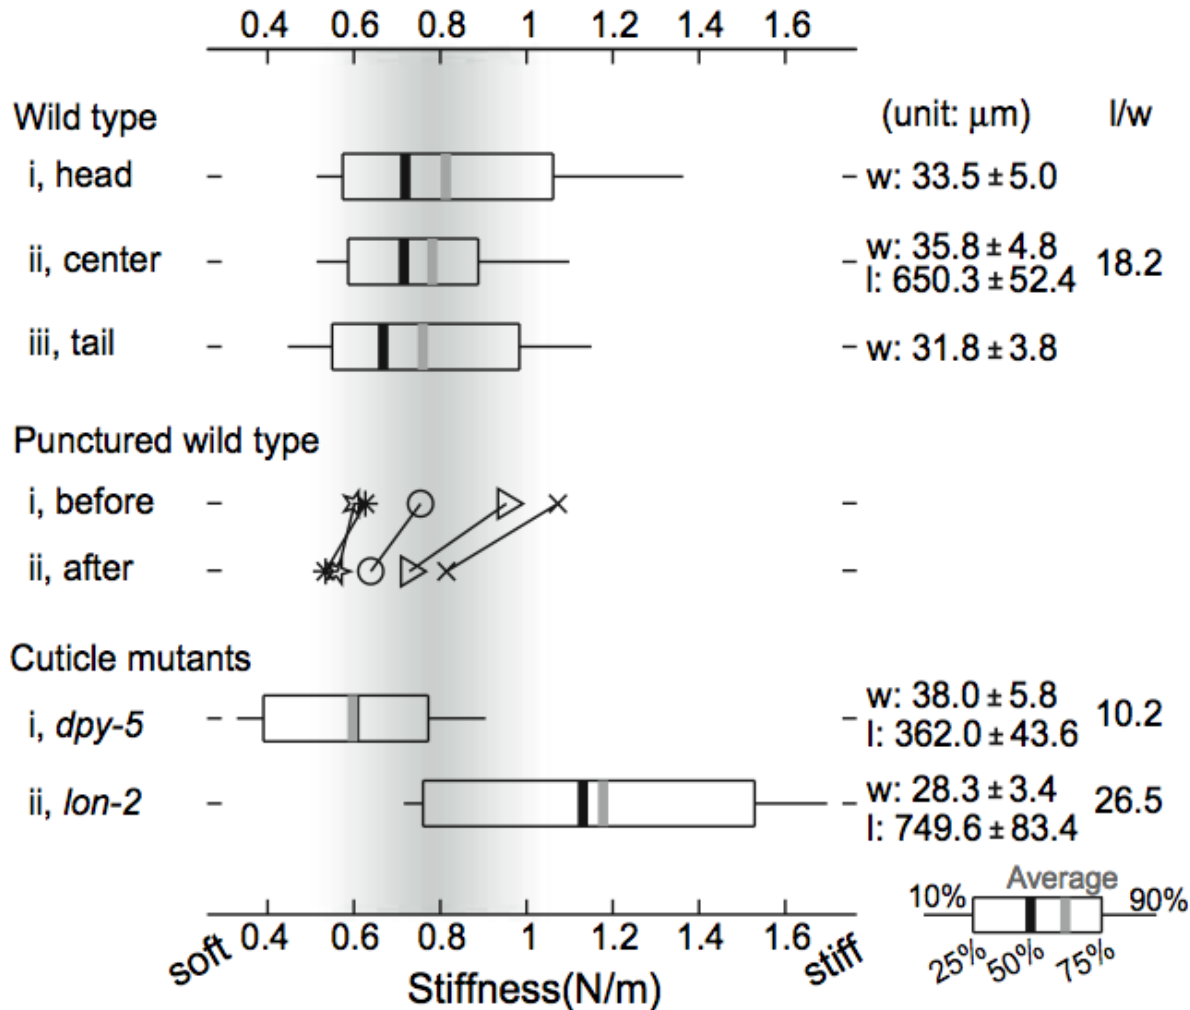 0.4 0.6 0.8 1 1.2 1.4 1.6
Wild type
(unit: μm) l/w
i, head
w: 33.5 ± 5.0
ii, center
w: 35.8 ± 4.8
l: 650.3 ± 52.4
18.2
iii, tail
w: 31.8 ± 3.8
Punctured wild type
i, before
ii, after
Cuticle mutants
i, dpy-5
w: 38.0 ± 5.8
l: 362.0 ± 43.6
10.2
ii, lon-2
w: 28.3 ± 3.4
l: 749.6 ± 83.4
26.5
Average
10% 90%
25% 50% 75%
0.4 0.6 0.8 1 1.2 1.4 1.6
soft stiff
Stiffness(N/m)